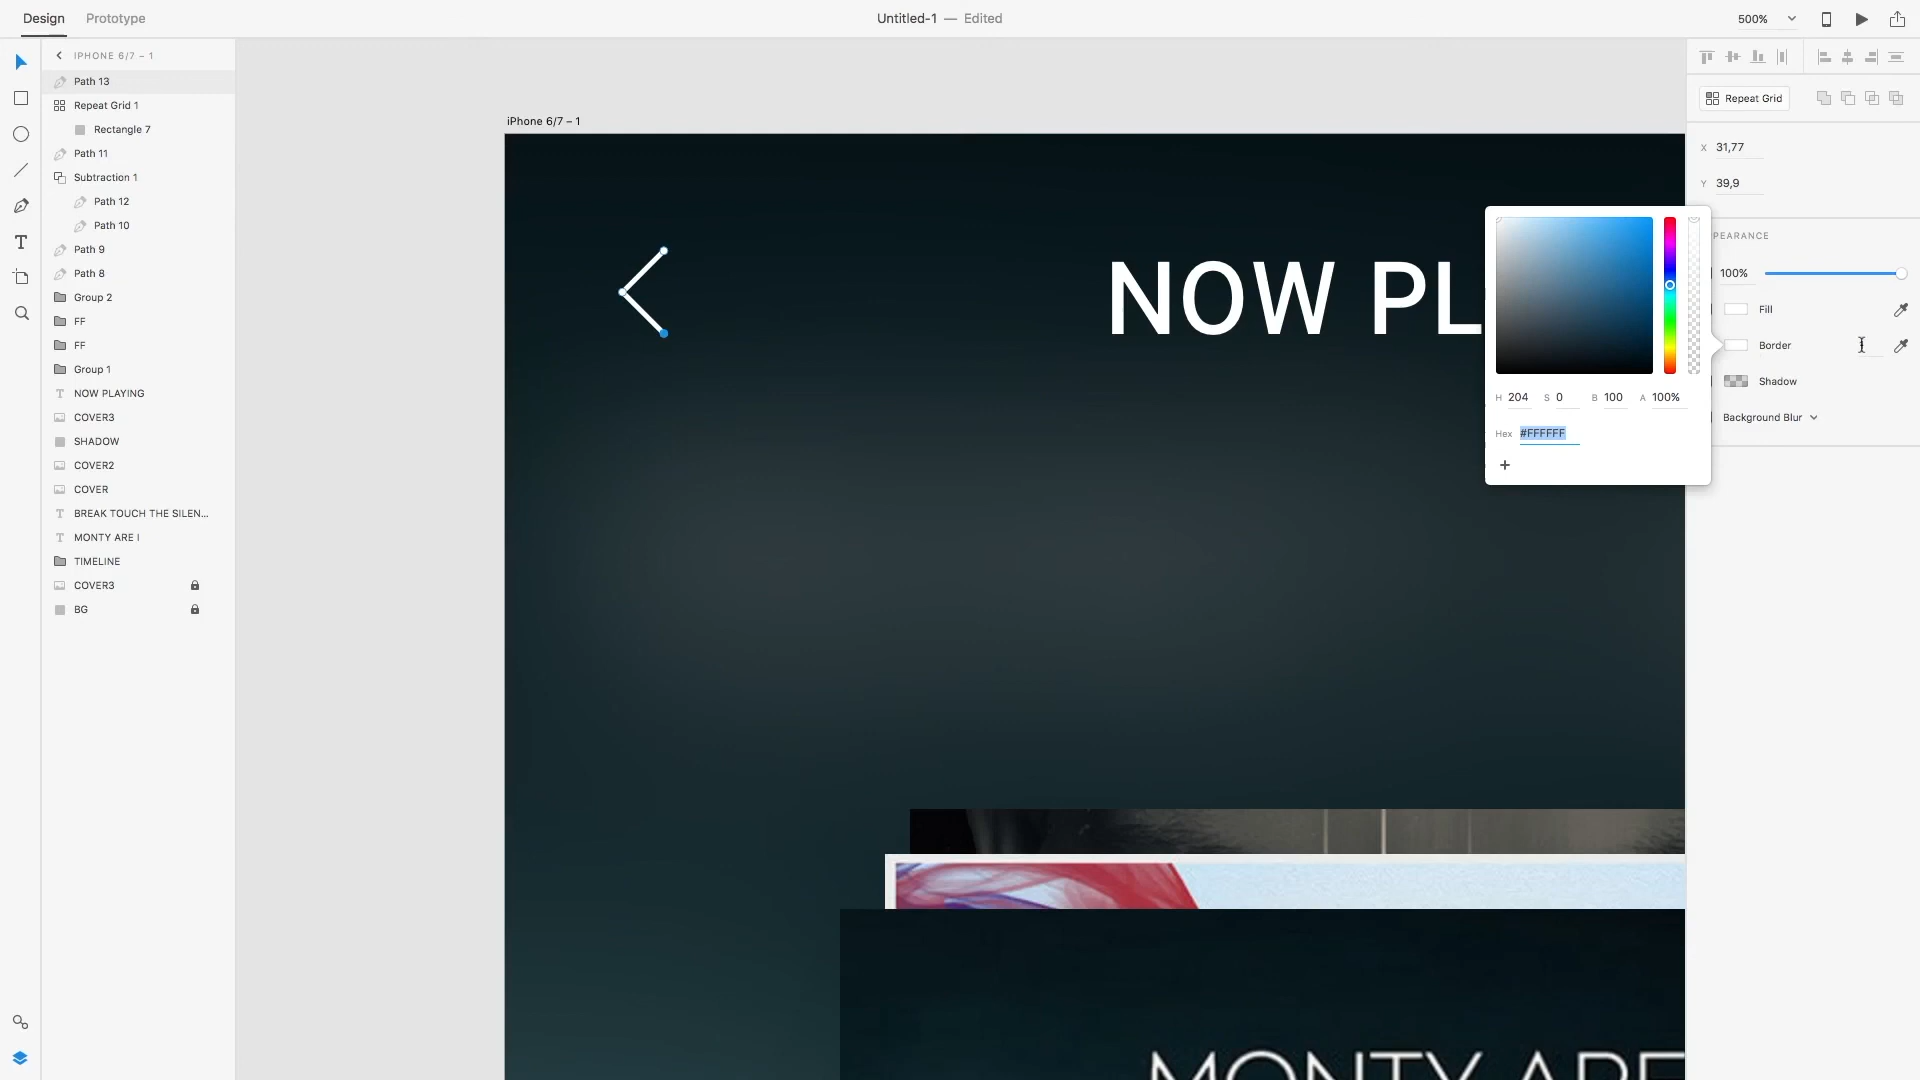 Design
Prototype
Untitled-1 — Edited
500%
IPHONE 6/7 – 1
Path 13
Repeat Grid 1
Rectangle 7
Path 11
Subtraction 1
Path 12
Path 10
Path 9
Path 8
Group 2
FF
FF
Group 1
NOW PLAYING
COVER3
SHADOW
COVER2
COVER
BREAK TOUCH THE SILEN...
MONTY ARE I
TIMELINE
COVER3
BG
iPhone 6/7 – 1
NOW PL
MONTY ARE
H 204 S 0 B 100 A 100%
Hex #FFFFFF
Repeat Grid
X 31,77
Y 39,9
PEARANCE
100%
Fill
Border
Shadow
Background Blur